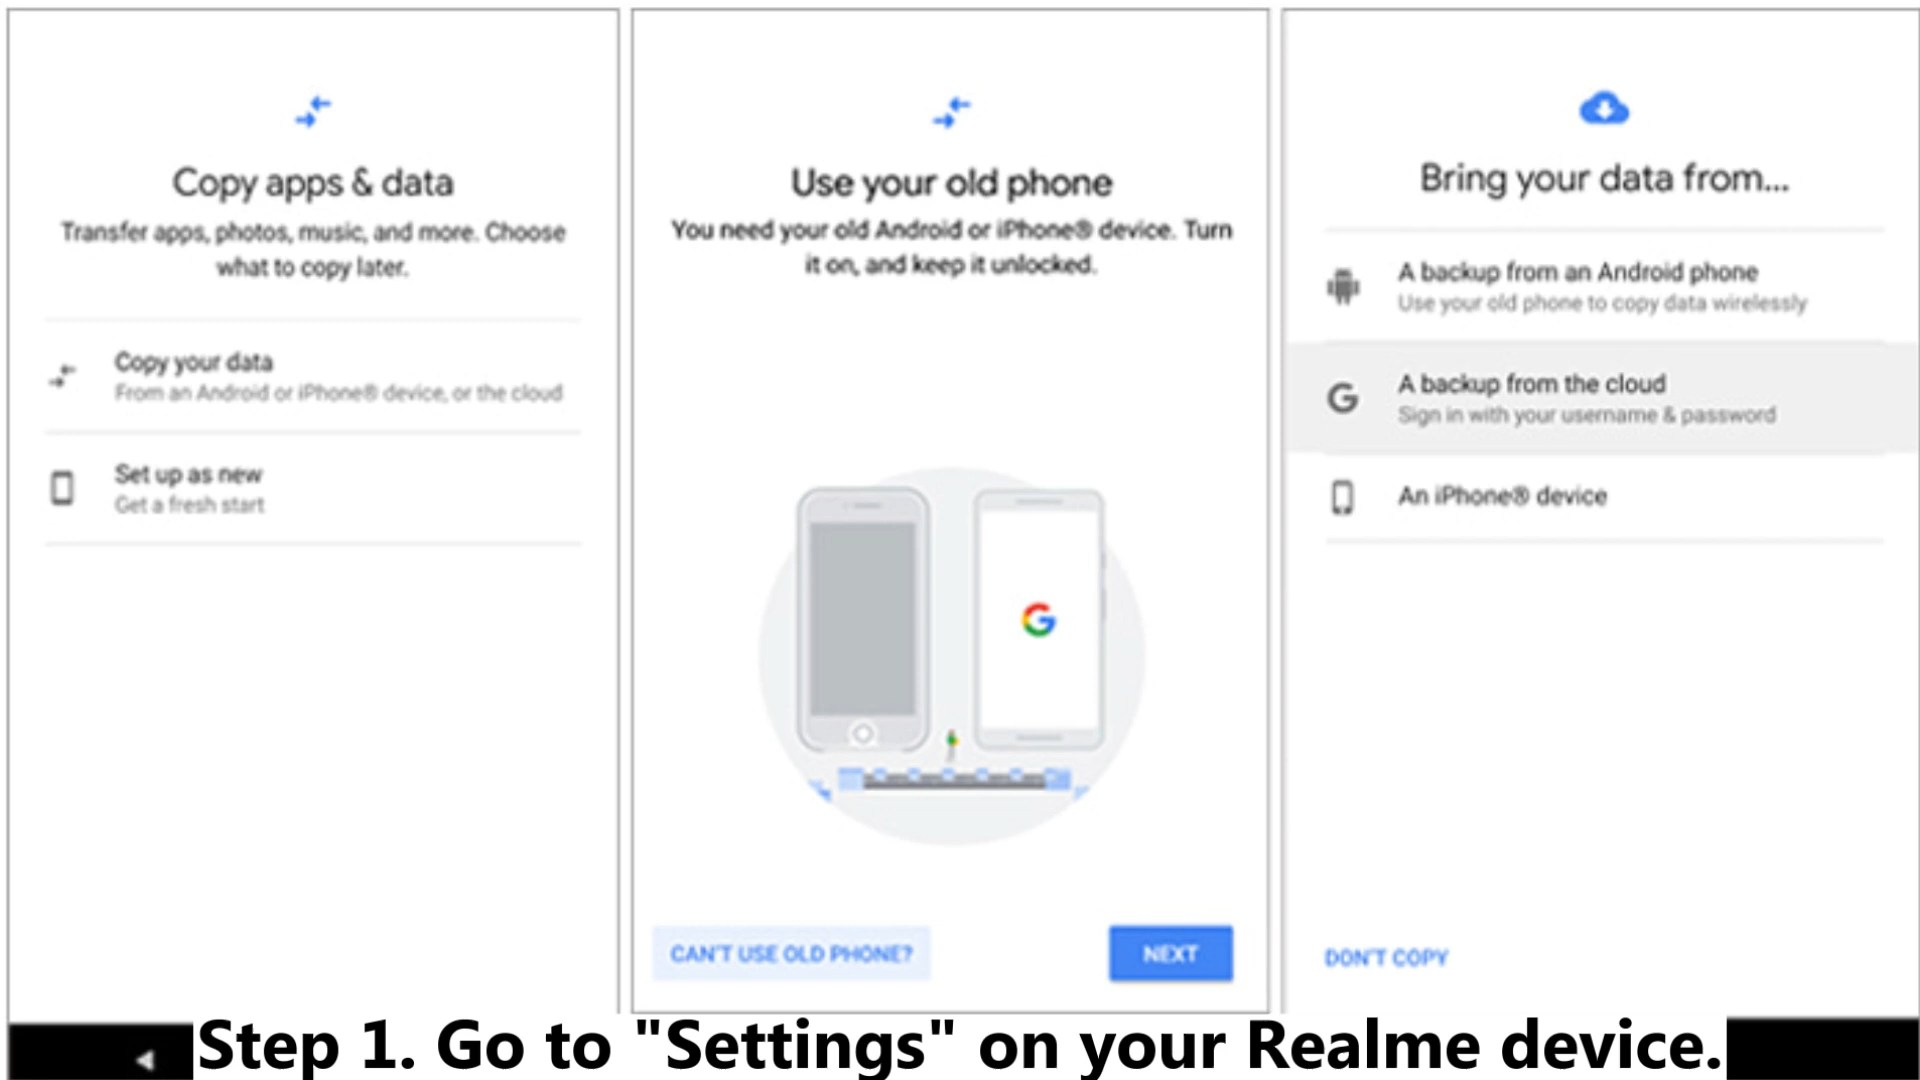 Copy apps & data
Transfer apps, photos, music, and more. Choose
what to copy later.
Copy your data
From an Android or iPhone® device, or the cloud
Set up as new
Get a fresh start
Use your old phone
You need your old Android or iPhone® device. Turn
it on, and keep it unlocked.
G
CAN'T USE OLD PHONE?
NEXT
Bring your data from...
A backup from an Android phone
Use your old phone to copy data wirelessly
G
A backup from the cloud
Sign in with your username & password
An iPhone® device
DON'T COPY
Step 1. Go to "Settings" on your Realme device.